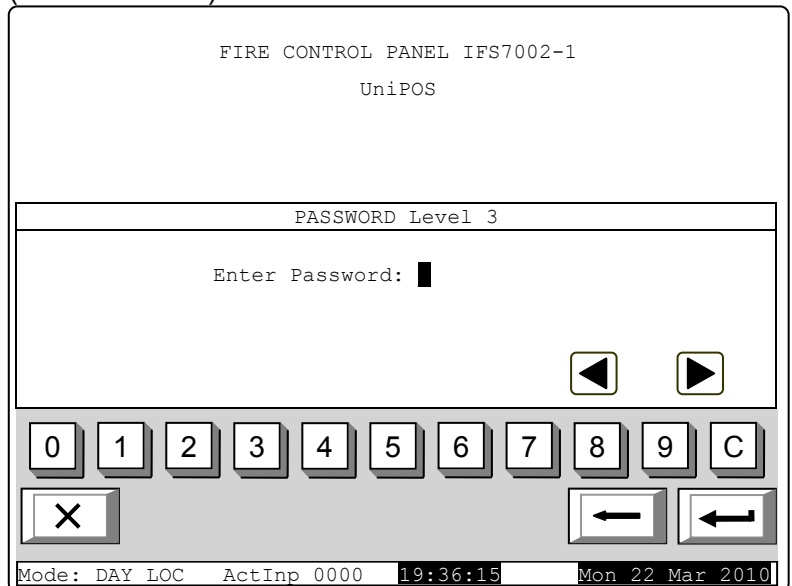 FIRE CONTROL PANEL IFS7002-1
UniPOS
PASSWORD Level 3
Enter Password:
0 1 2 3 4 5 6 7 8 9 C
Mode: DAY LOC ActInp 0000 19:36:15 Mon 22 Mar 2010